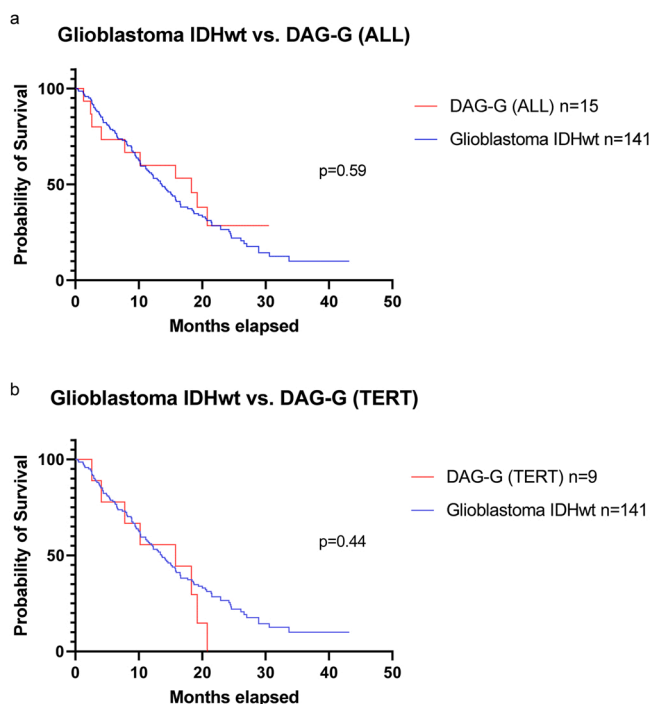 a
Glioblastoma IDHwt vs. DAG-G (ALL)
Probability of Survival
100
50
0
0 10 20 30 40 50
Months elapsed
p=0.59
DAG-G (ALL) n=15
Glioblastoma IDHwt n=141
b
Glioblastoma IDHwt vs. DAG-G (TERT)
Probability of Survival
100
50
0
0 10 20 30 40 50
Months elapsed
p=0.44
DAG-G (TERT) n=9
Glioblastoma IDHwt n=141